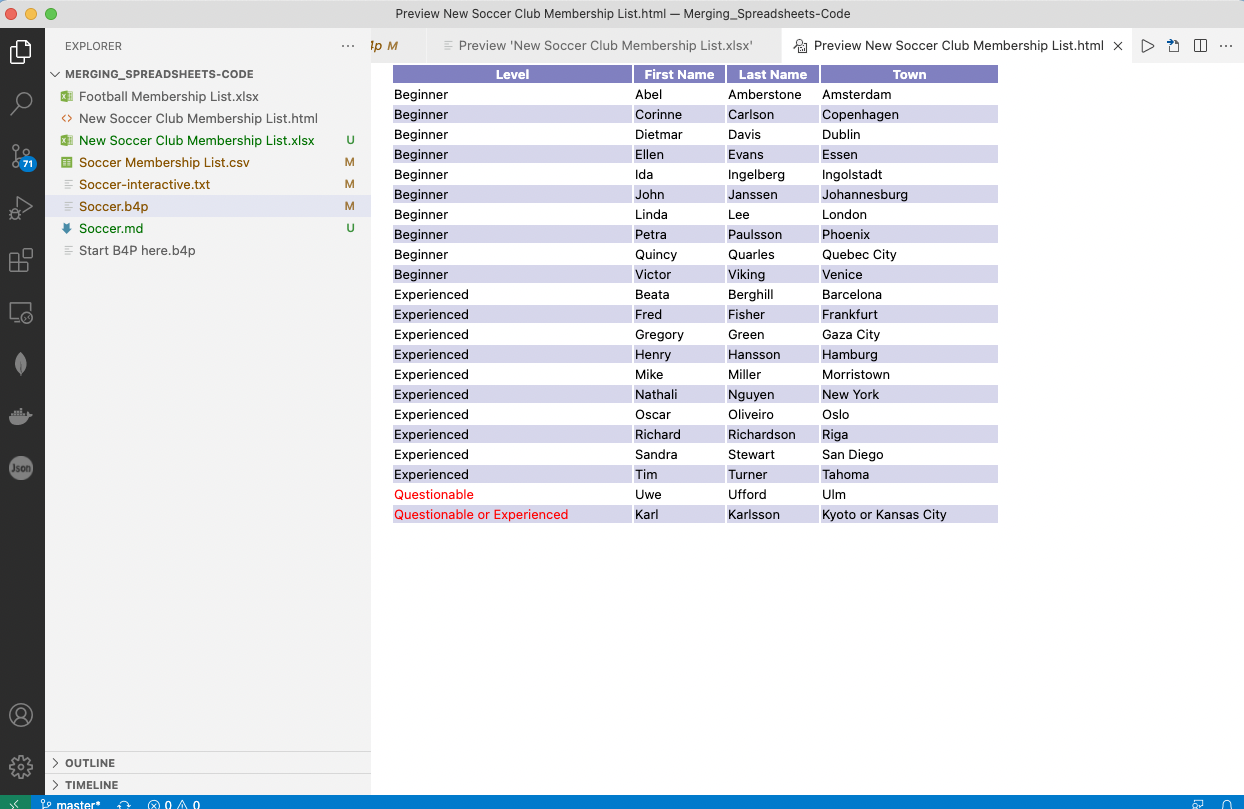 Preview New Soccer Club Membership List.html — Merging_Spreadsheets-Code
EXPLORER
4p M
Preview 'New Soccer Club Membership List.xlsx'
Preview New Soccer Club Membership List.html
MERGING_SPREADSHEETS-CODE
Football Membership List.xlsx
New Soccer Club Membership List.html
New Soccer Club Membership List.xlsx U
Soccer Membership List.csv M
Soccer-interactive.txt M
Soccer.b4p M
Soccer.md U
Start B4P here.b4p
71
Json
OUTLINE
TIMELINE
Level First Name Last Name Town
Beginner Abel Amberstone Amsterdam
Beginner Corinne Carlson Copenhagen
Beginner Dietmar Davis Dublin
Beginner Ellen Evans Essen
Beginner Ida Ingelberg Ingolstadt
Beginner John Janssen Johannesburg
Beginner Linda Lee London
Beginner Petra Paulsson Phoenix
Beginner Quincy Quarles Quebec City
Beginner Victor Viking Venice
Experienced Beata Berghill Barcelona
Experienced Fred Fisher Frankfurt
Experienced Gregory Green Gaza City
Experienced Henry Hansson Hamburg
Experienced Mike Miller Morristown
Experienced Nathali Nguyen New York
Experienced Oscar Oliveiro Oslo
Experienced Richard Richardson Riga
Experienced Sandra Stewart San Diego
Experienced Tim Turner Tahoma
Questionable Uwe Ufford Ulm
Questionable or Experienced Karl Karlsson Kyoto or Kansas City
master* 0 0